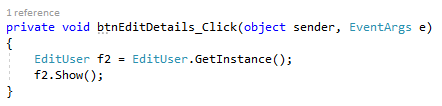 1 reference
private void btnEditDetails_Click(object sender, EventArgs e)
{
    EditUser f2 = EditUser.GetInstance();
    f2.Show();
}